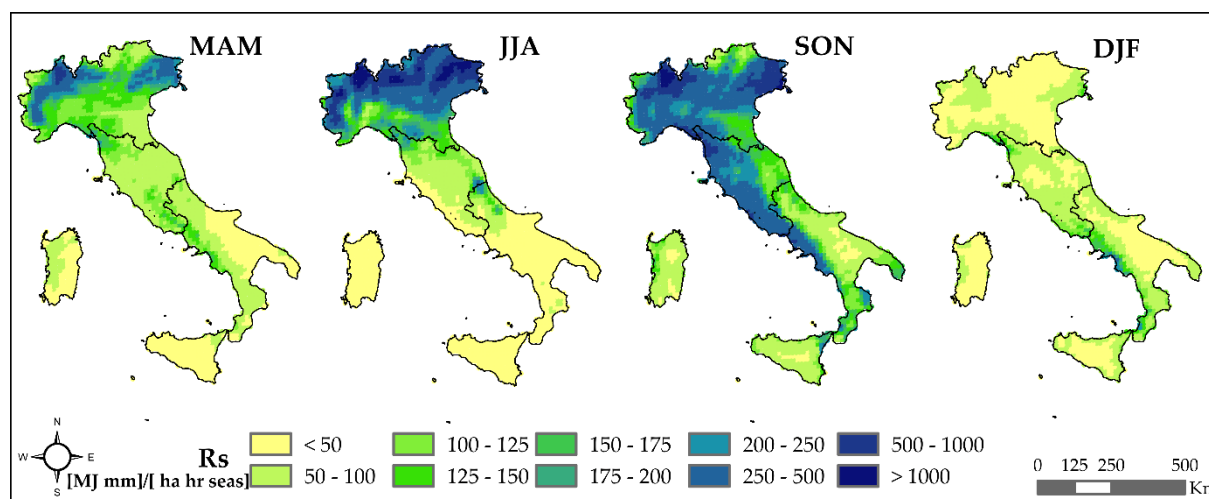 MAM JJA SON DJF
N
W E
S
Rs
[MJ mm]/[ ha hr seas]
< 50 100 - 125 150 - 175 200 - 250 500 - 1000
50 - 100 125 - 150 175 - 200 250 - 500 > 1000
0 125 250 500
Km